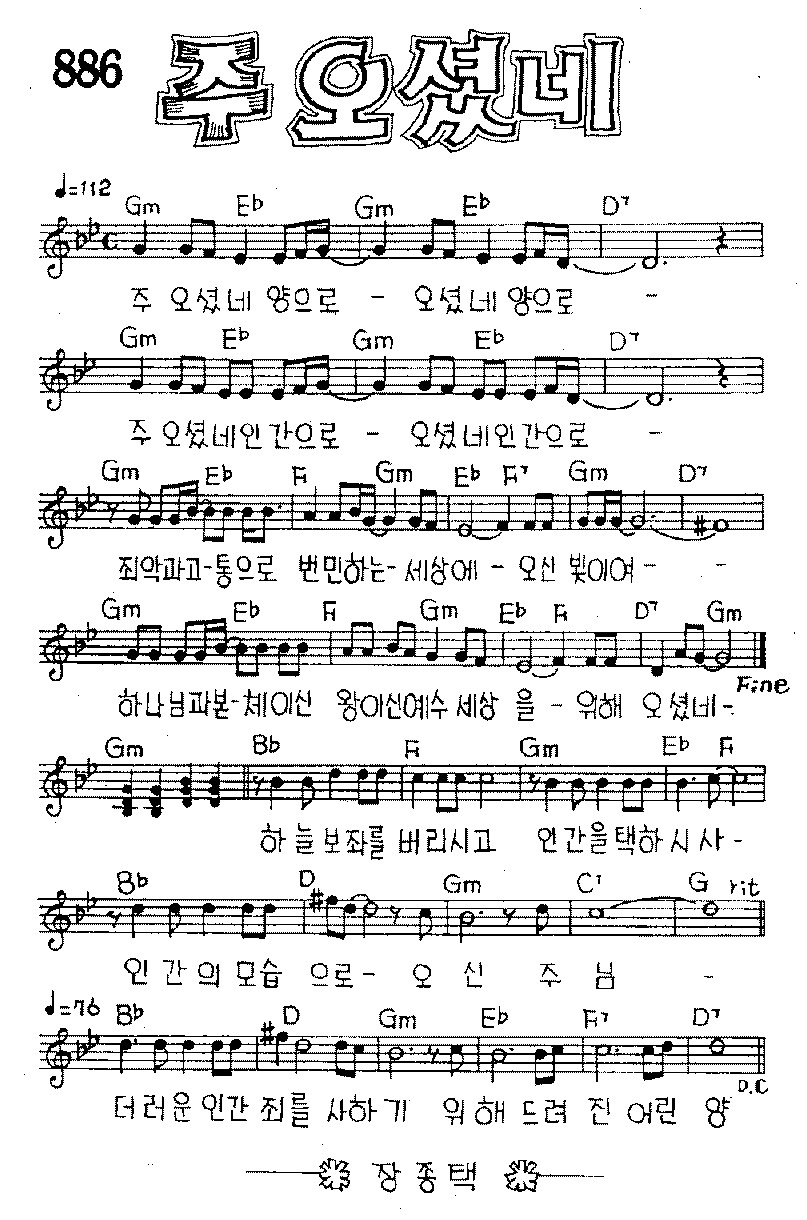 886 주 오셨네
♩=112
Gm Eb Gm Eb D7
주 오셨네 양으로 - 오셨네 양으로 -
Gm Eb Gm Eb D7
주 오셨네 인간으로 - 오셨네 인간으로 -
Gm Eb F Gm Eb F7 Gm D7
죄악과고-통으로 번민하는-세상에 - 오신 빛이여 - -
Gm Eb F Gm Eb F D7 Gm
Fine
하나님과본-체이신 왕이신예수 세상 을 - 위해 오셨네 -
Gm Bb F Gm Eb F
하늘보좌를 버리시고 인간을택하시사 -
Bb D Gm C7 G rit
인간의모습 으로- 오 신 주 님 -
♩=76
Bb D Gm Eb F7 D7
D.C
더러운 인간 죄를 사하기 위해 드려 진 어린 양
장종택